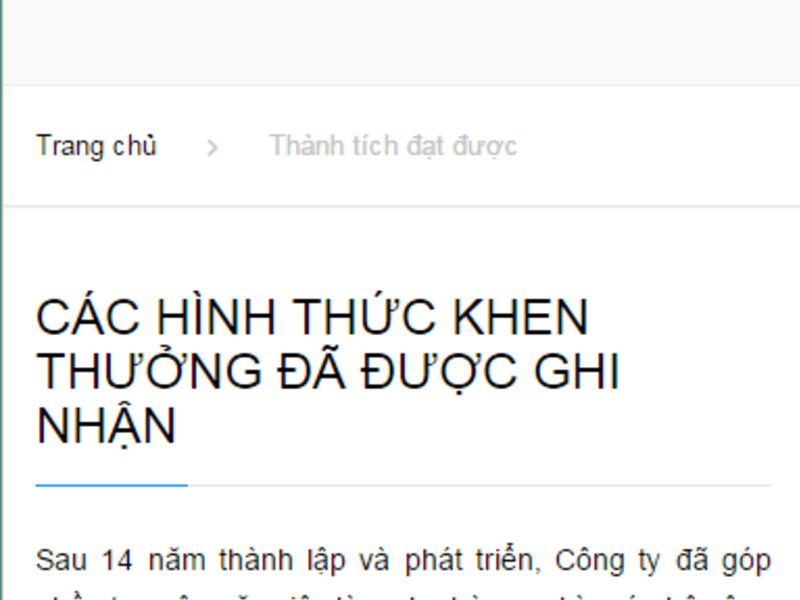 Trang chủ > Thành tích đạt được
CÁC HÌNH THỨC KHEN
THƯỞNG ĐÃ ĐƯỢC GHI
NHẬN
Sau 14 năm thành lập và phát triển, Công ty đã góp